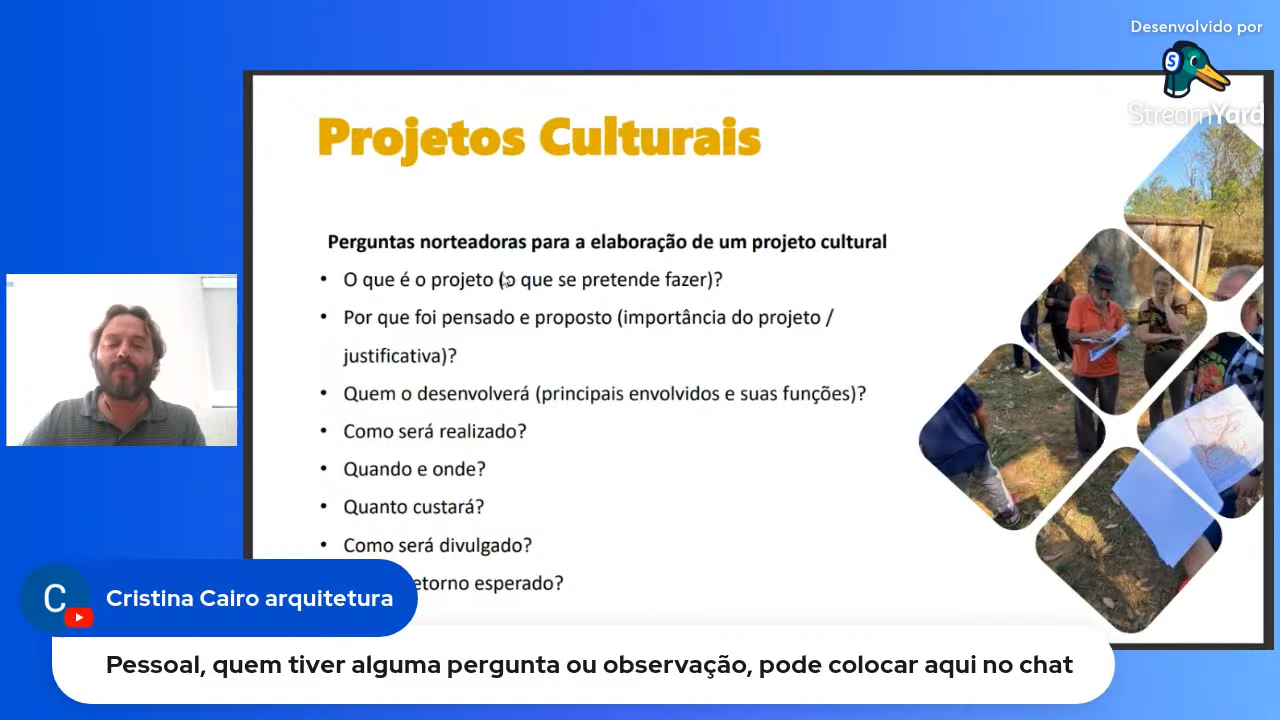 Desenvolvido por
StreamYard
Projetos Culturais
Perguntas norteadoras para a elaboração de um projeto cultural
• O que é o projeto (o que se pretende fazer)?
• Por que foi pensado e proposto (importância do projeto /
justificativa)?
• Quem o desenvolverá (principais envolvidos e suas funções)?
• Como será realizado?
• Quando e onde?
• Quanto custará?
• Como será divulgado?
esperado?
C
Cristina Cairo arquitetura
Pessoal, quem tiver alguma pergunta ou observação, pode colocar aqui no chat